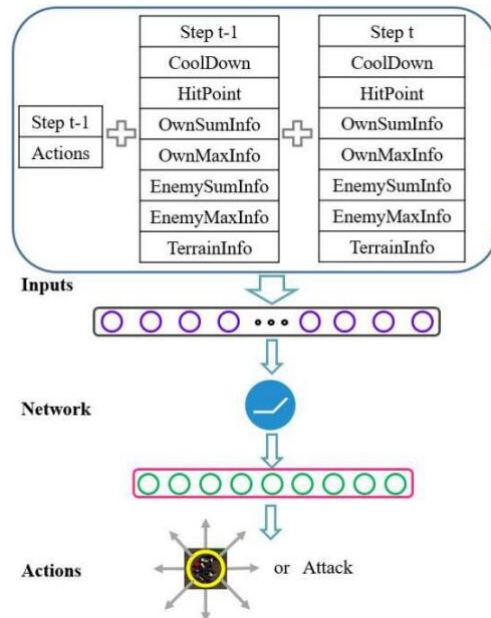 Step t-1
Actions
Step t-1
CoolDown
HitPoint
OwnSumInfo
OwnMaxInfo
EnemySumInfo
EnemyMaxInfo
TerrainInfo
Step t
CoolDown
HitPoint
OwnSumInfo
OwnMaxInfo
EnemySumInfo
EnemyMaxInfo
TerrainInfo
Inputs
Network
Actions
or Attack